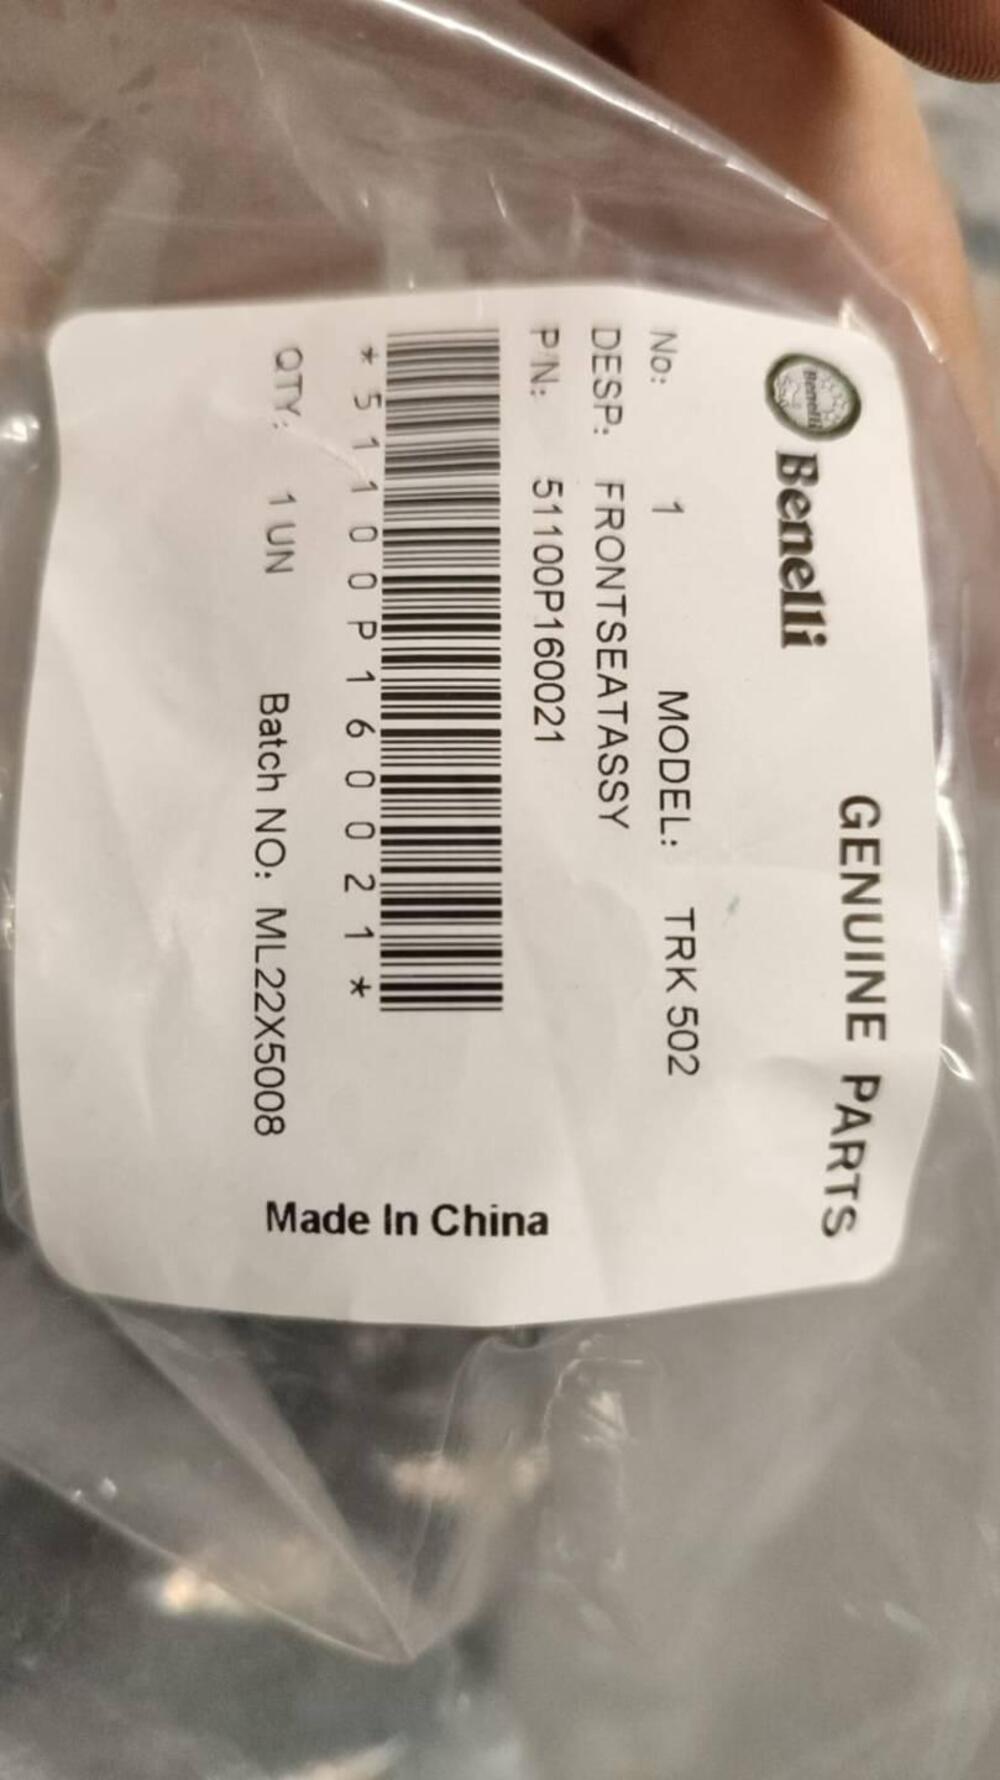 GENUINE PARTS
Benelli Benelli
No: 1 MODEL: TRK 502
DESP: FRONTSEATASSY
P/N: 51100P160021
*51100P160021*
QTY: 1 UN Batch NO: ML22X5008
Made In China